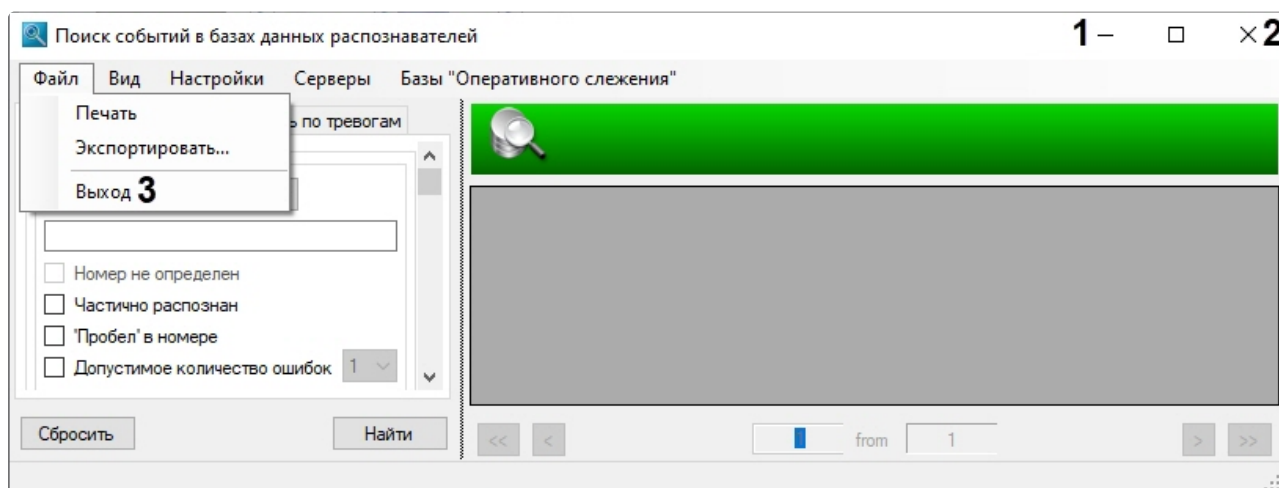 Поиск событий в базах данных распознавателей 1 2
Файл Вид Настройки Серверы Базы "Оперативного слежения"
Печать
по тревогам
Экспортировать...
Выход 3
Номер не определен
Частично распознан
'Пробел' в номере
Допустимое количество ошибок 1
Сбросить Найти
<< < from 1 > >>